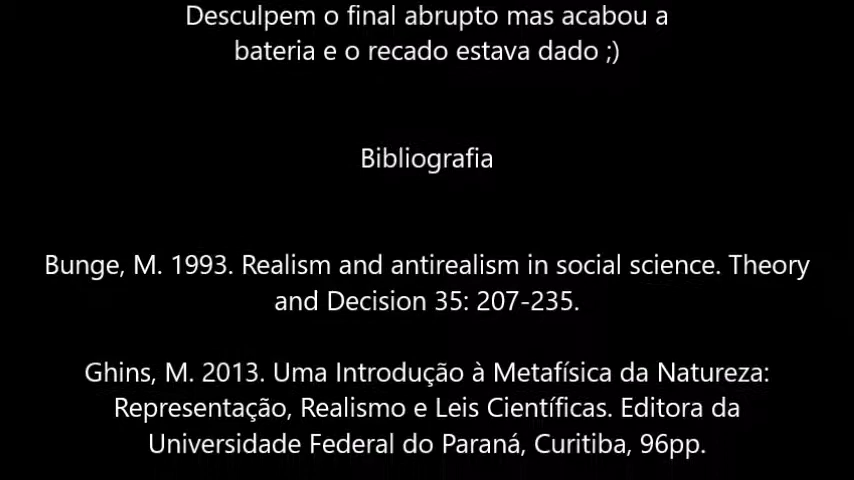 Desculpem o final abrupto mas acabou a
bateria e o recado estava dado ;)
Bibliografia
Bunge, M. 1993. Realism and antirealism in social science. Theory
and Decision 35: 207-235.
Ghins, M. 2013. Uma Introdução à Metafísica da Natureza:
Representação, Realismo e Leis Científicas. Editora da
Universidade Federal do Paraná, Curitiba, 96pp.